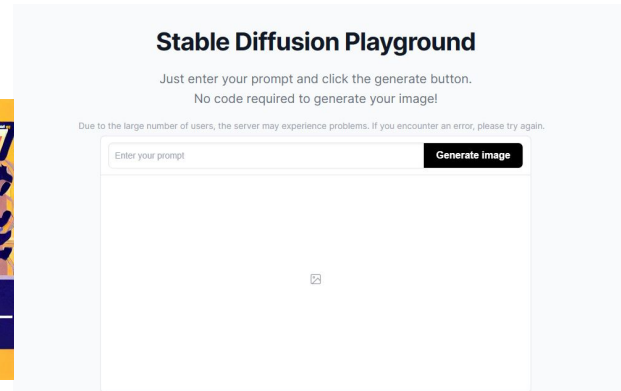 Stable Diffusion Playground
Just enter your prompt and click the generate button.
No code required to generate your image!
Due to the large number of users, the server may experience problems. If you encounter an error, please try again.
Enter your prompt
Generate image